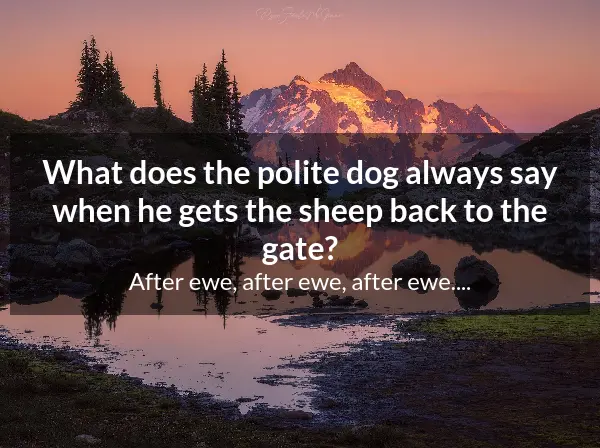 What does the polite dog always say
when he gets the sheep back to the
gate?
After ewe, after ewe, after ewe....